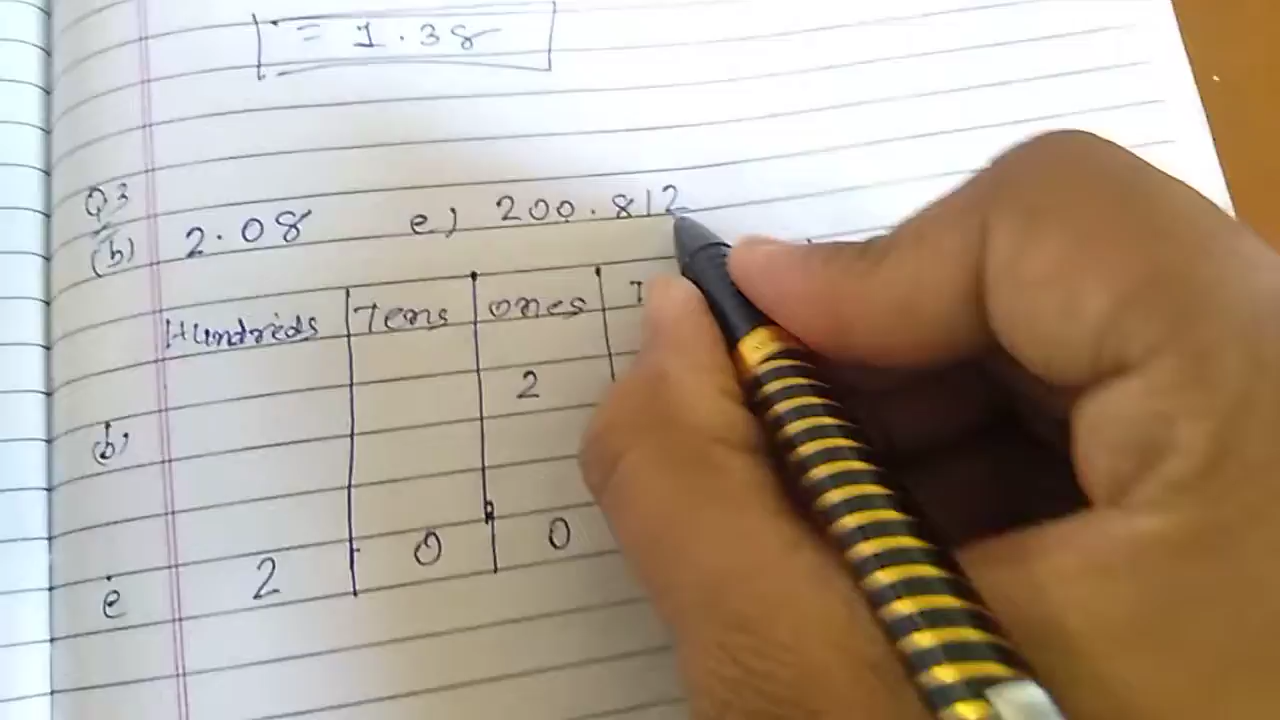 = 1.38
Q3
(b) 2.08 e) 200.812
Hundreds Tens ones
2
(b)
e 2 0 0